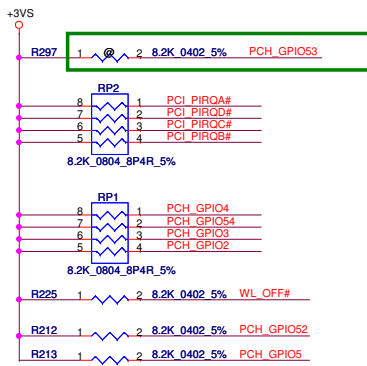 +3VS
R297 1 @ 2 8.2K_0402_5% PCH_GPIO53
RP2
8 1 PCI_PIRQA#
7 2 PCI_PIRQD#
6 3 PCI_PIRQC#
5 4 PCI_PIRQB#
8.2K_0804_8P4R_5%
RP1
8 1 PCH_GPIO4
7 2 PCH_GPIO54
6 3 PCH_GPIO3
5 4 PCH_GPIO2
8.2K_0804_8P4R_5%
R225 1 2 8.2K_0402_5% WL_OFF#
R212 1 2 8.2K_0402_5% PCH_GPIO52
R213 1 2 8.2K_0402_5% PCH_GPIO5